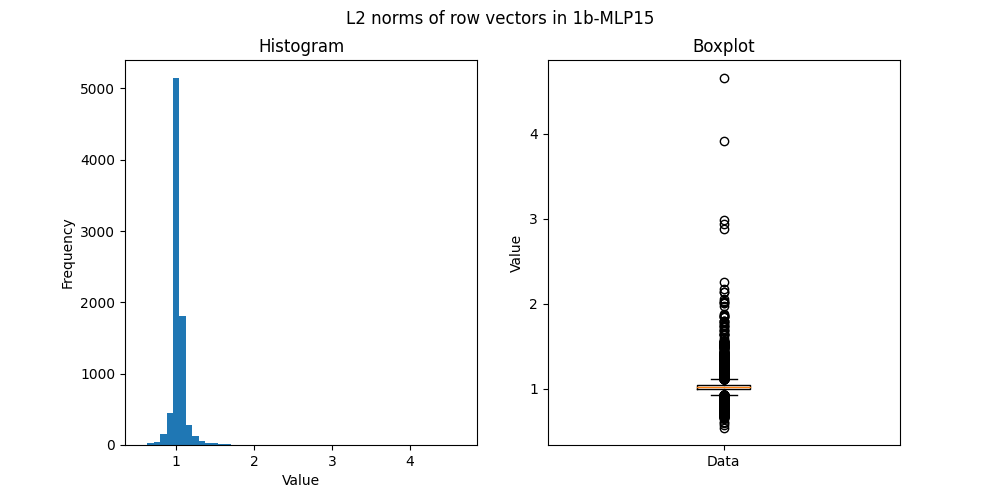 L2 norms of row vectors in 1b-MLP15
Histogram
Frequency
5000
4000
3000
2000
1000
0
1 2 3 4
Value
Boxplot
Value
4
3
2
1
Data